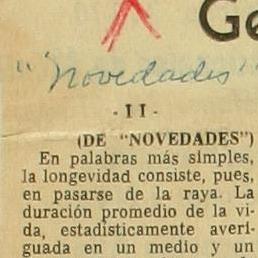 Ge
"Novedades"
- II -
(DE "NOVEDADES")
En palabras más simples,
la longevidad consiste, pues,
en pasarse de la raya. La
duración promedio de la vi-
da, estadísticamente averi-
guada en un medio y un